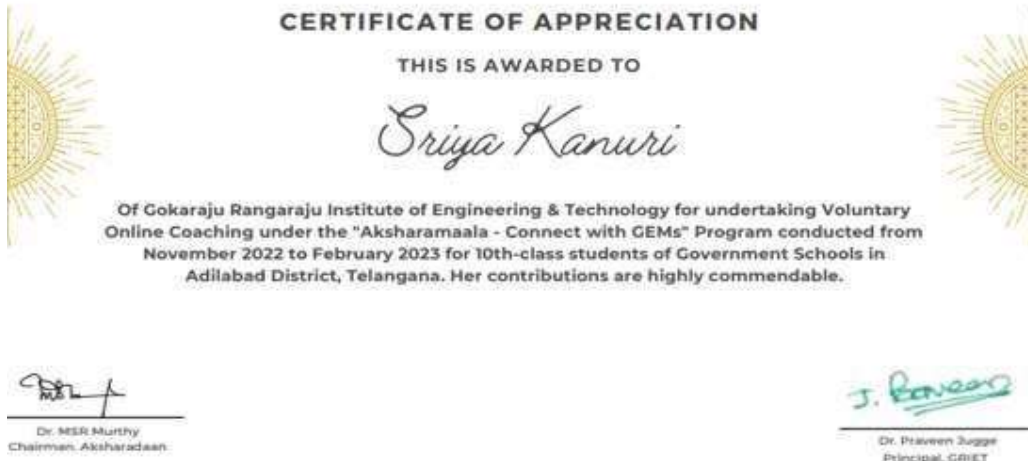 CERTIFICATE OF APPRECIATION
THIS IS AWARDED TO
Sriya Kanuri
Of Gokaraju Rangaraju Institute of Engineering & Technology for undertaking Voluntary
Online Coaching under the "Aksharamaala - Connect with GEMs" Program conducted from
November 2022 to February 2023 for 10th-class students of Government Schools in
Adilabad District, Telangana. Her contributions are highly commendable.
J. Praveen
Dr. MSR Murthy
Chairman, Aksharadaan
Dr. Praveen Jugge
Principal, GRIET